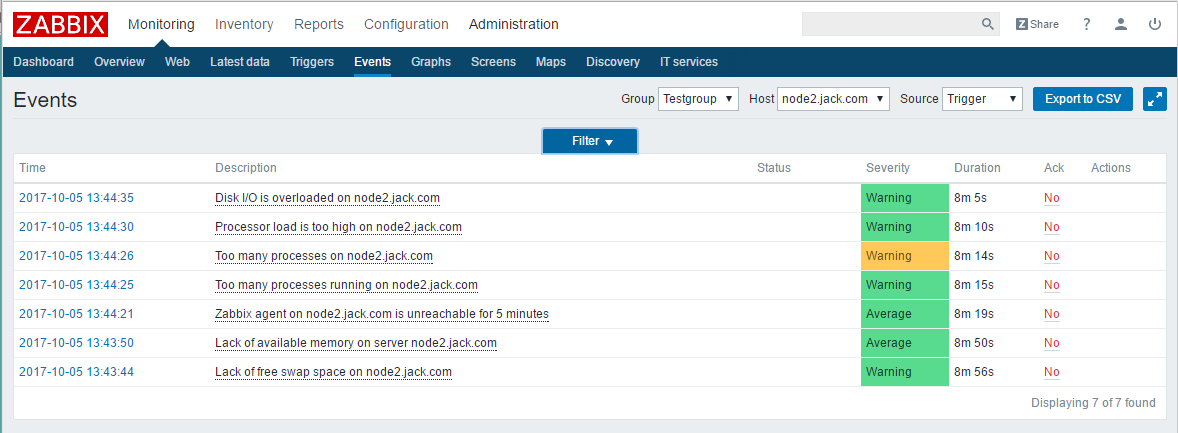 ZABBIX Monitoring Inventory Reports Configuration Administration Z Share ?
Dashboard Overview Web Latest data Triggers Events Graphs Screens Maps Discovery IT services
Events Group Testgroup Host node2.jack.com Source Trigger Export to CSV
Filter
Time Description Status Severity Duration Ack Actions
2017-10-05 13:44:35 Disk I/O is overloaded on node2.jack.com Warning 8m 5s No
2017-10-05 13:44:30 Processor load is too high on node2.jack.com Warning 8m 10s No
2017-10-05 13:44:26 Too many processes on node2.jack.com Warning 8m 14s No
2017-10-05 13:44:25 Too many processes running on node2.jack.com Warning 8m 15s No
2017-10-05 13:44:21 Zabbix agent on node2.jack.com is unreachable for 5 minutes Average 8m 19s No
2017-10-05 13:43:50 Lack of available memory on server node2.jack.com Average 8m 50s No
2017-10-05 13:43:44 Lack of free swap space on node2.jack.com Warning 8m 56s No
Displaying 7 of 7 found